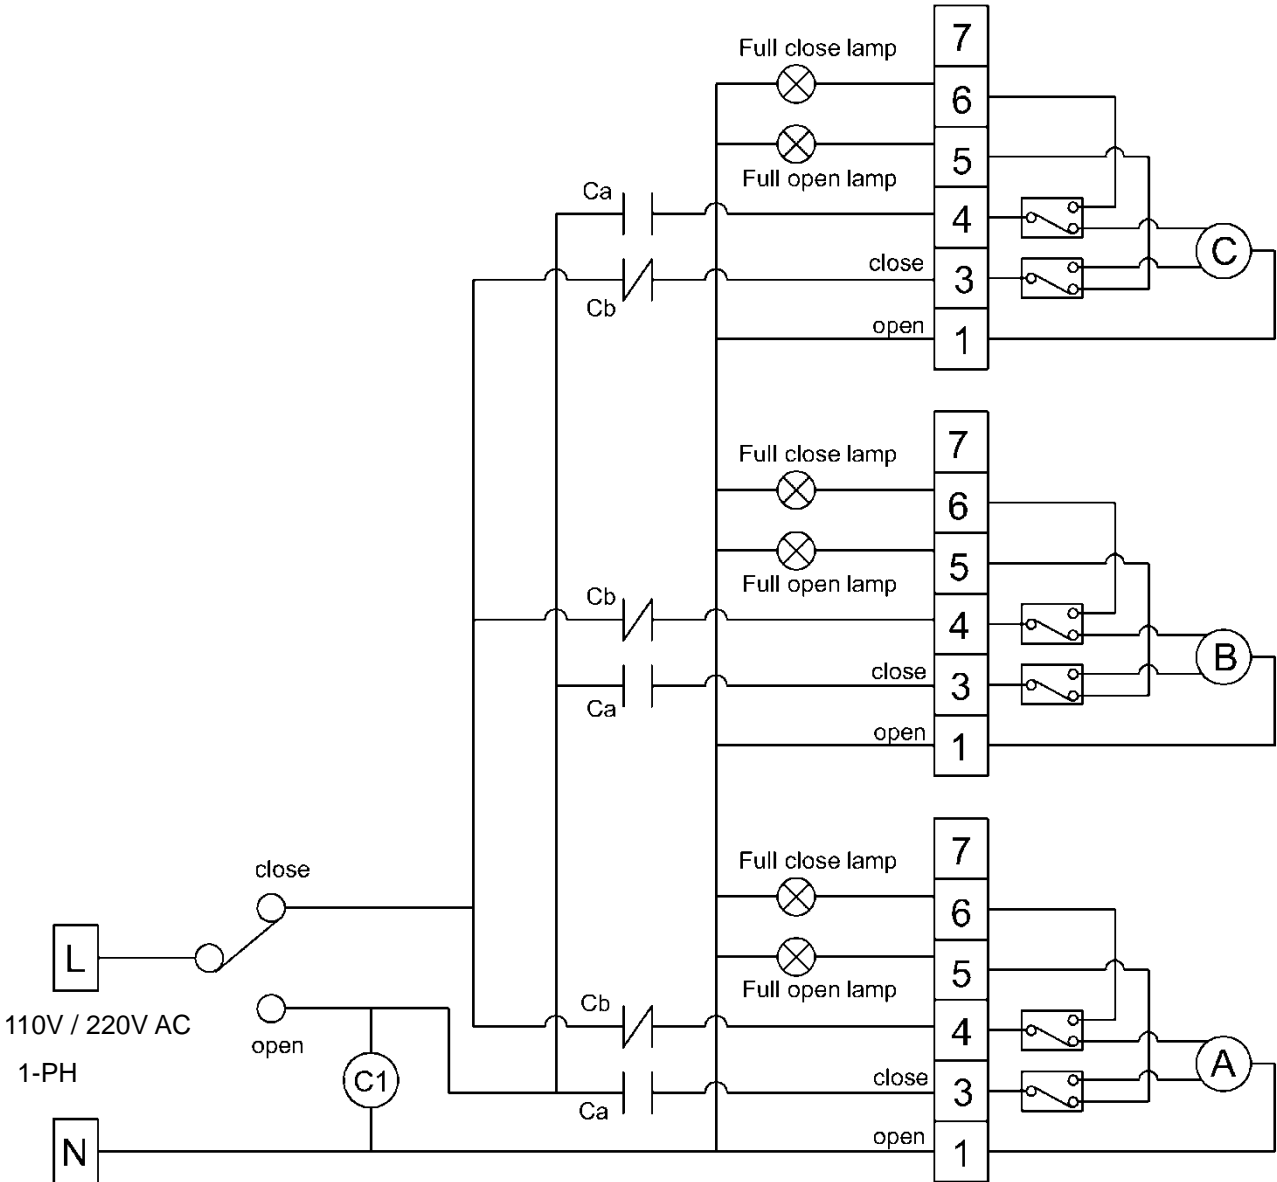 7
Full close lamp
6
5
Full open lamp
Ca
4
close
3
C
Cb
open
1
7
Full close lamp
6
5
Full open lamp
Cb
4
close
3
B
Ca
open
1
7
Full close lamp
close
6
L
5
Full open lamp
110V / 220V AC
open
Cb
4
1-PH
C1
close
3
A
Ca
open
N
1